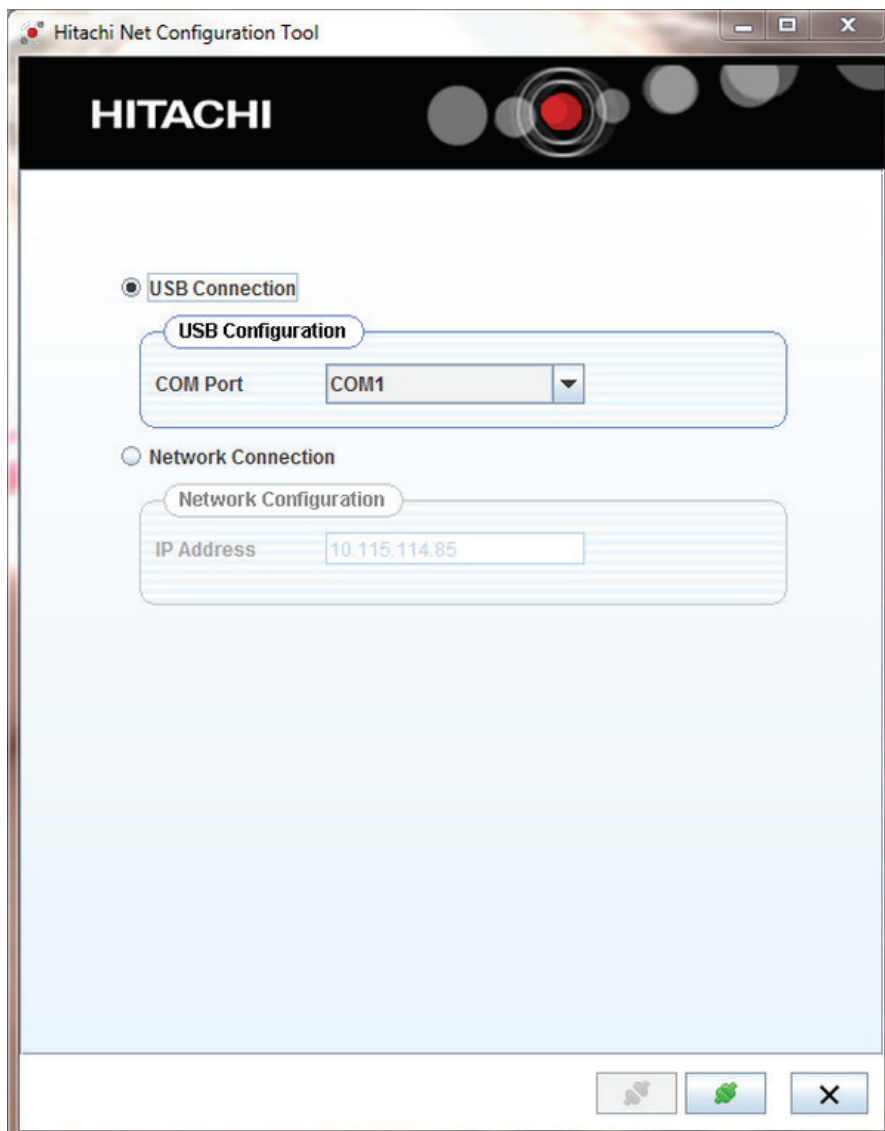 Hitachi Net Configuration Tool
HITACHI
USB Connection
USB Configuration
COM Port COM1
Network Connection
Network Configuration
IP Address 10.115.114.85